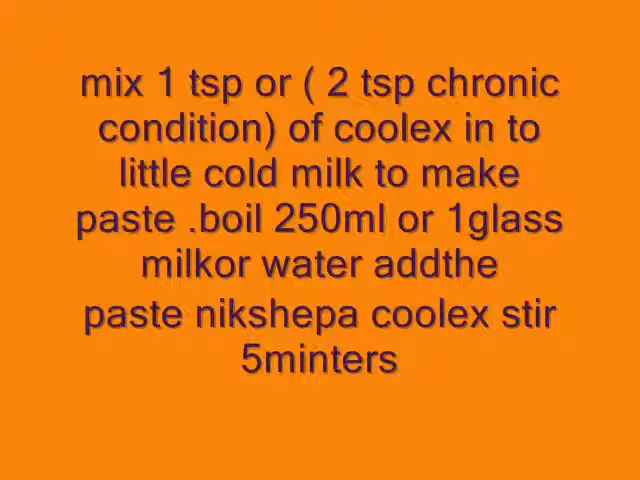 mix 1 tsp or ( 2 tsp chronic
condition) of coolex in to
little cold milk to make
paste .boil 250ml or 1glass
milkor water addthe
paste nikshepa coolex stir
5minters